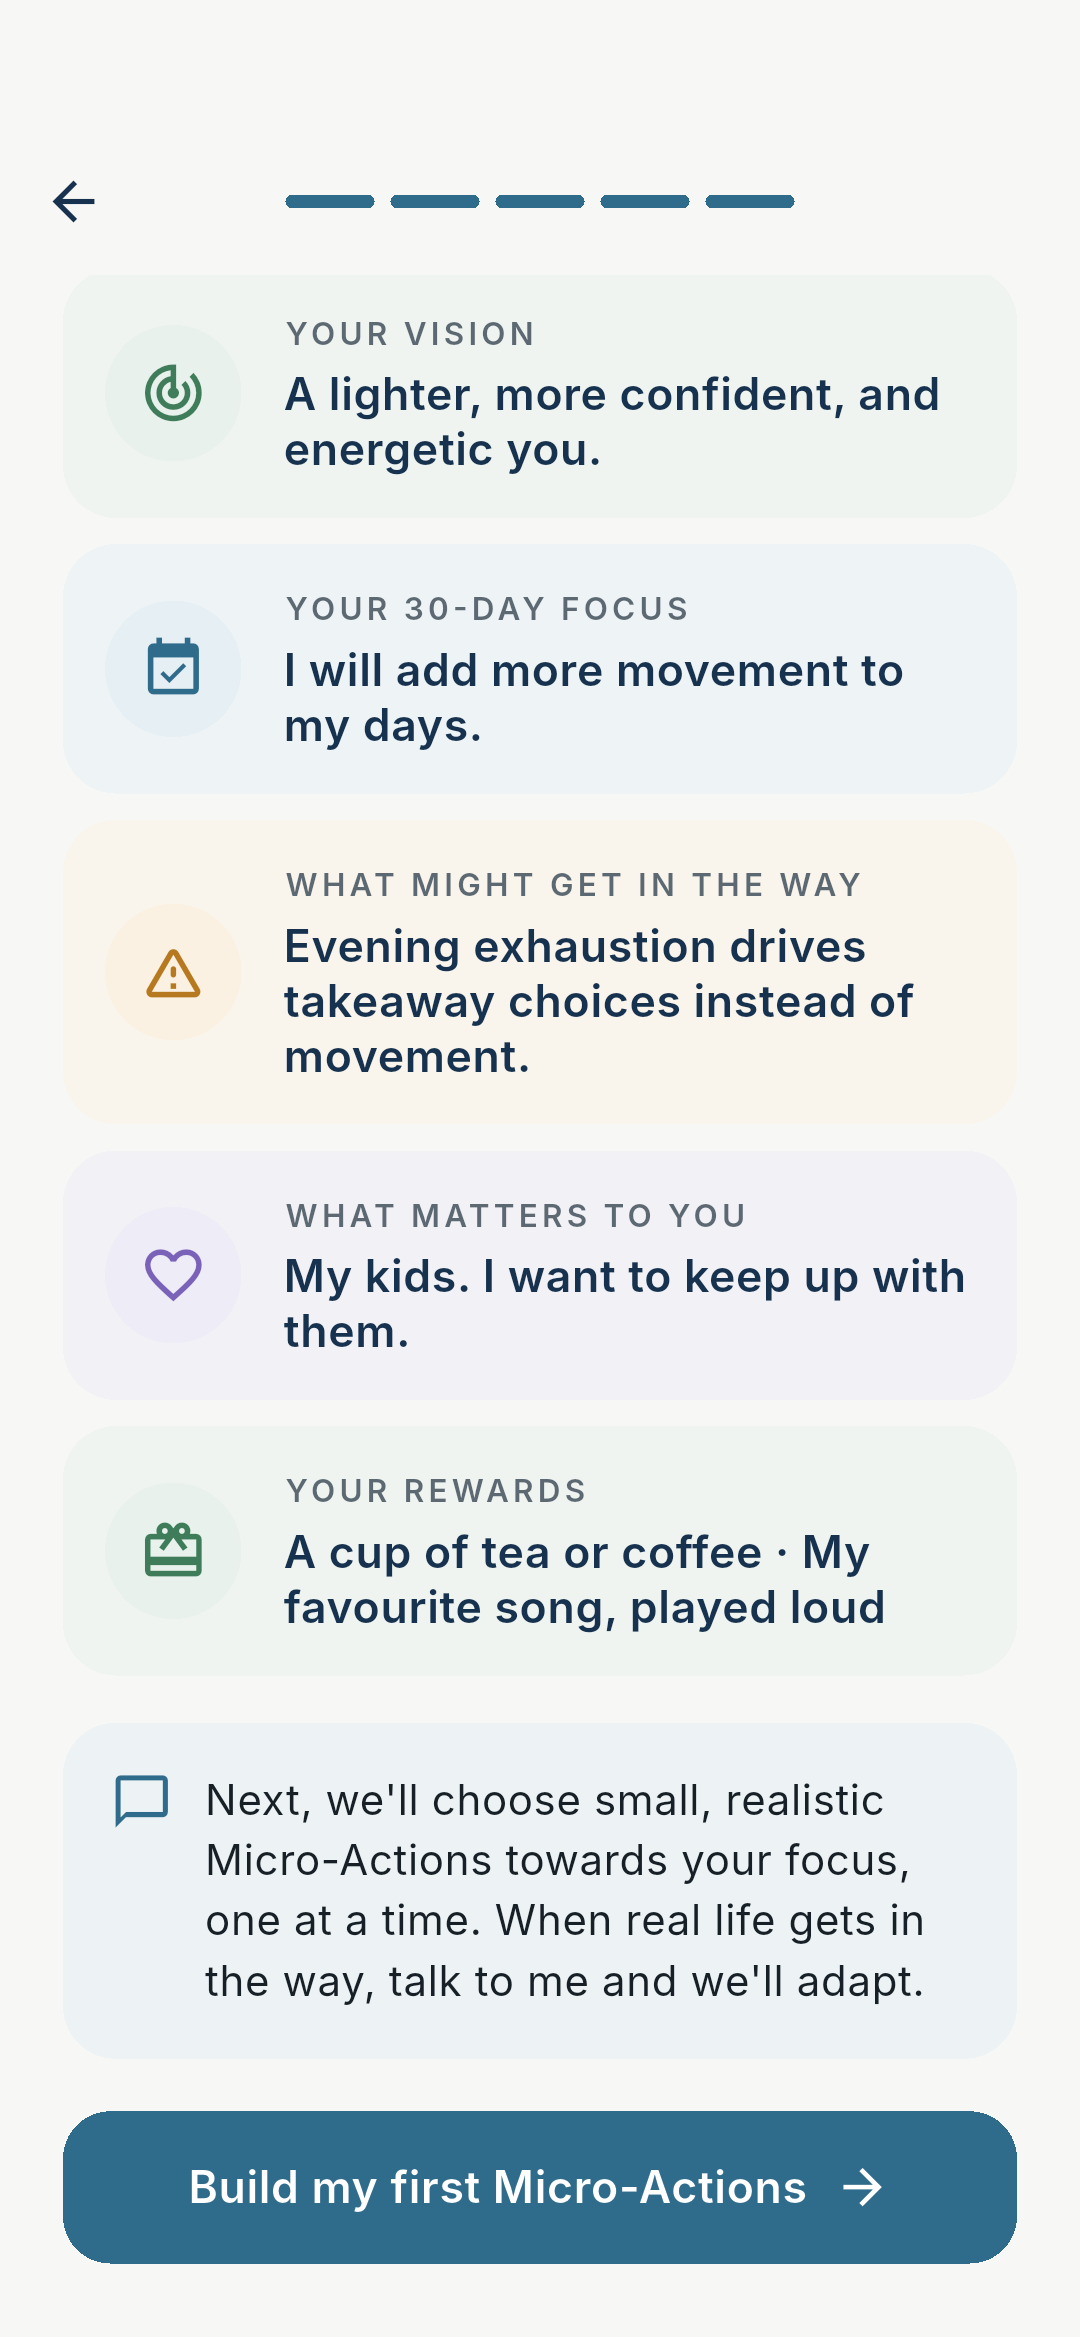 YOUR VISION
A lighter, more confident, and
energetic you.
YOUR 30-DAY FOCUS
I will add more movement to
my days.
WHAT MIGHT GET IN THE WAY
Evening exhaustion drives
takeaway choices instead of
movement.
WHAT MATTERS TO YOU
My kids. I want to keep up with
them.
YOUR REWARDS
A cup of tea or coffee · My
favourite song, played loud
Next, we'll choose small, realistic
Micro-Actions towards your focus,
one at a time. When real life gets in
the way, talk to me and we'll adapt.
Build my first Micro-Actions